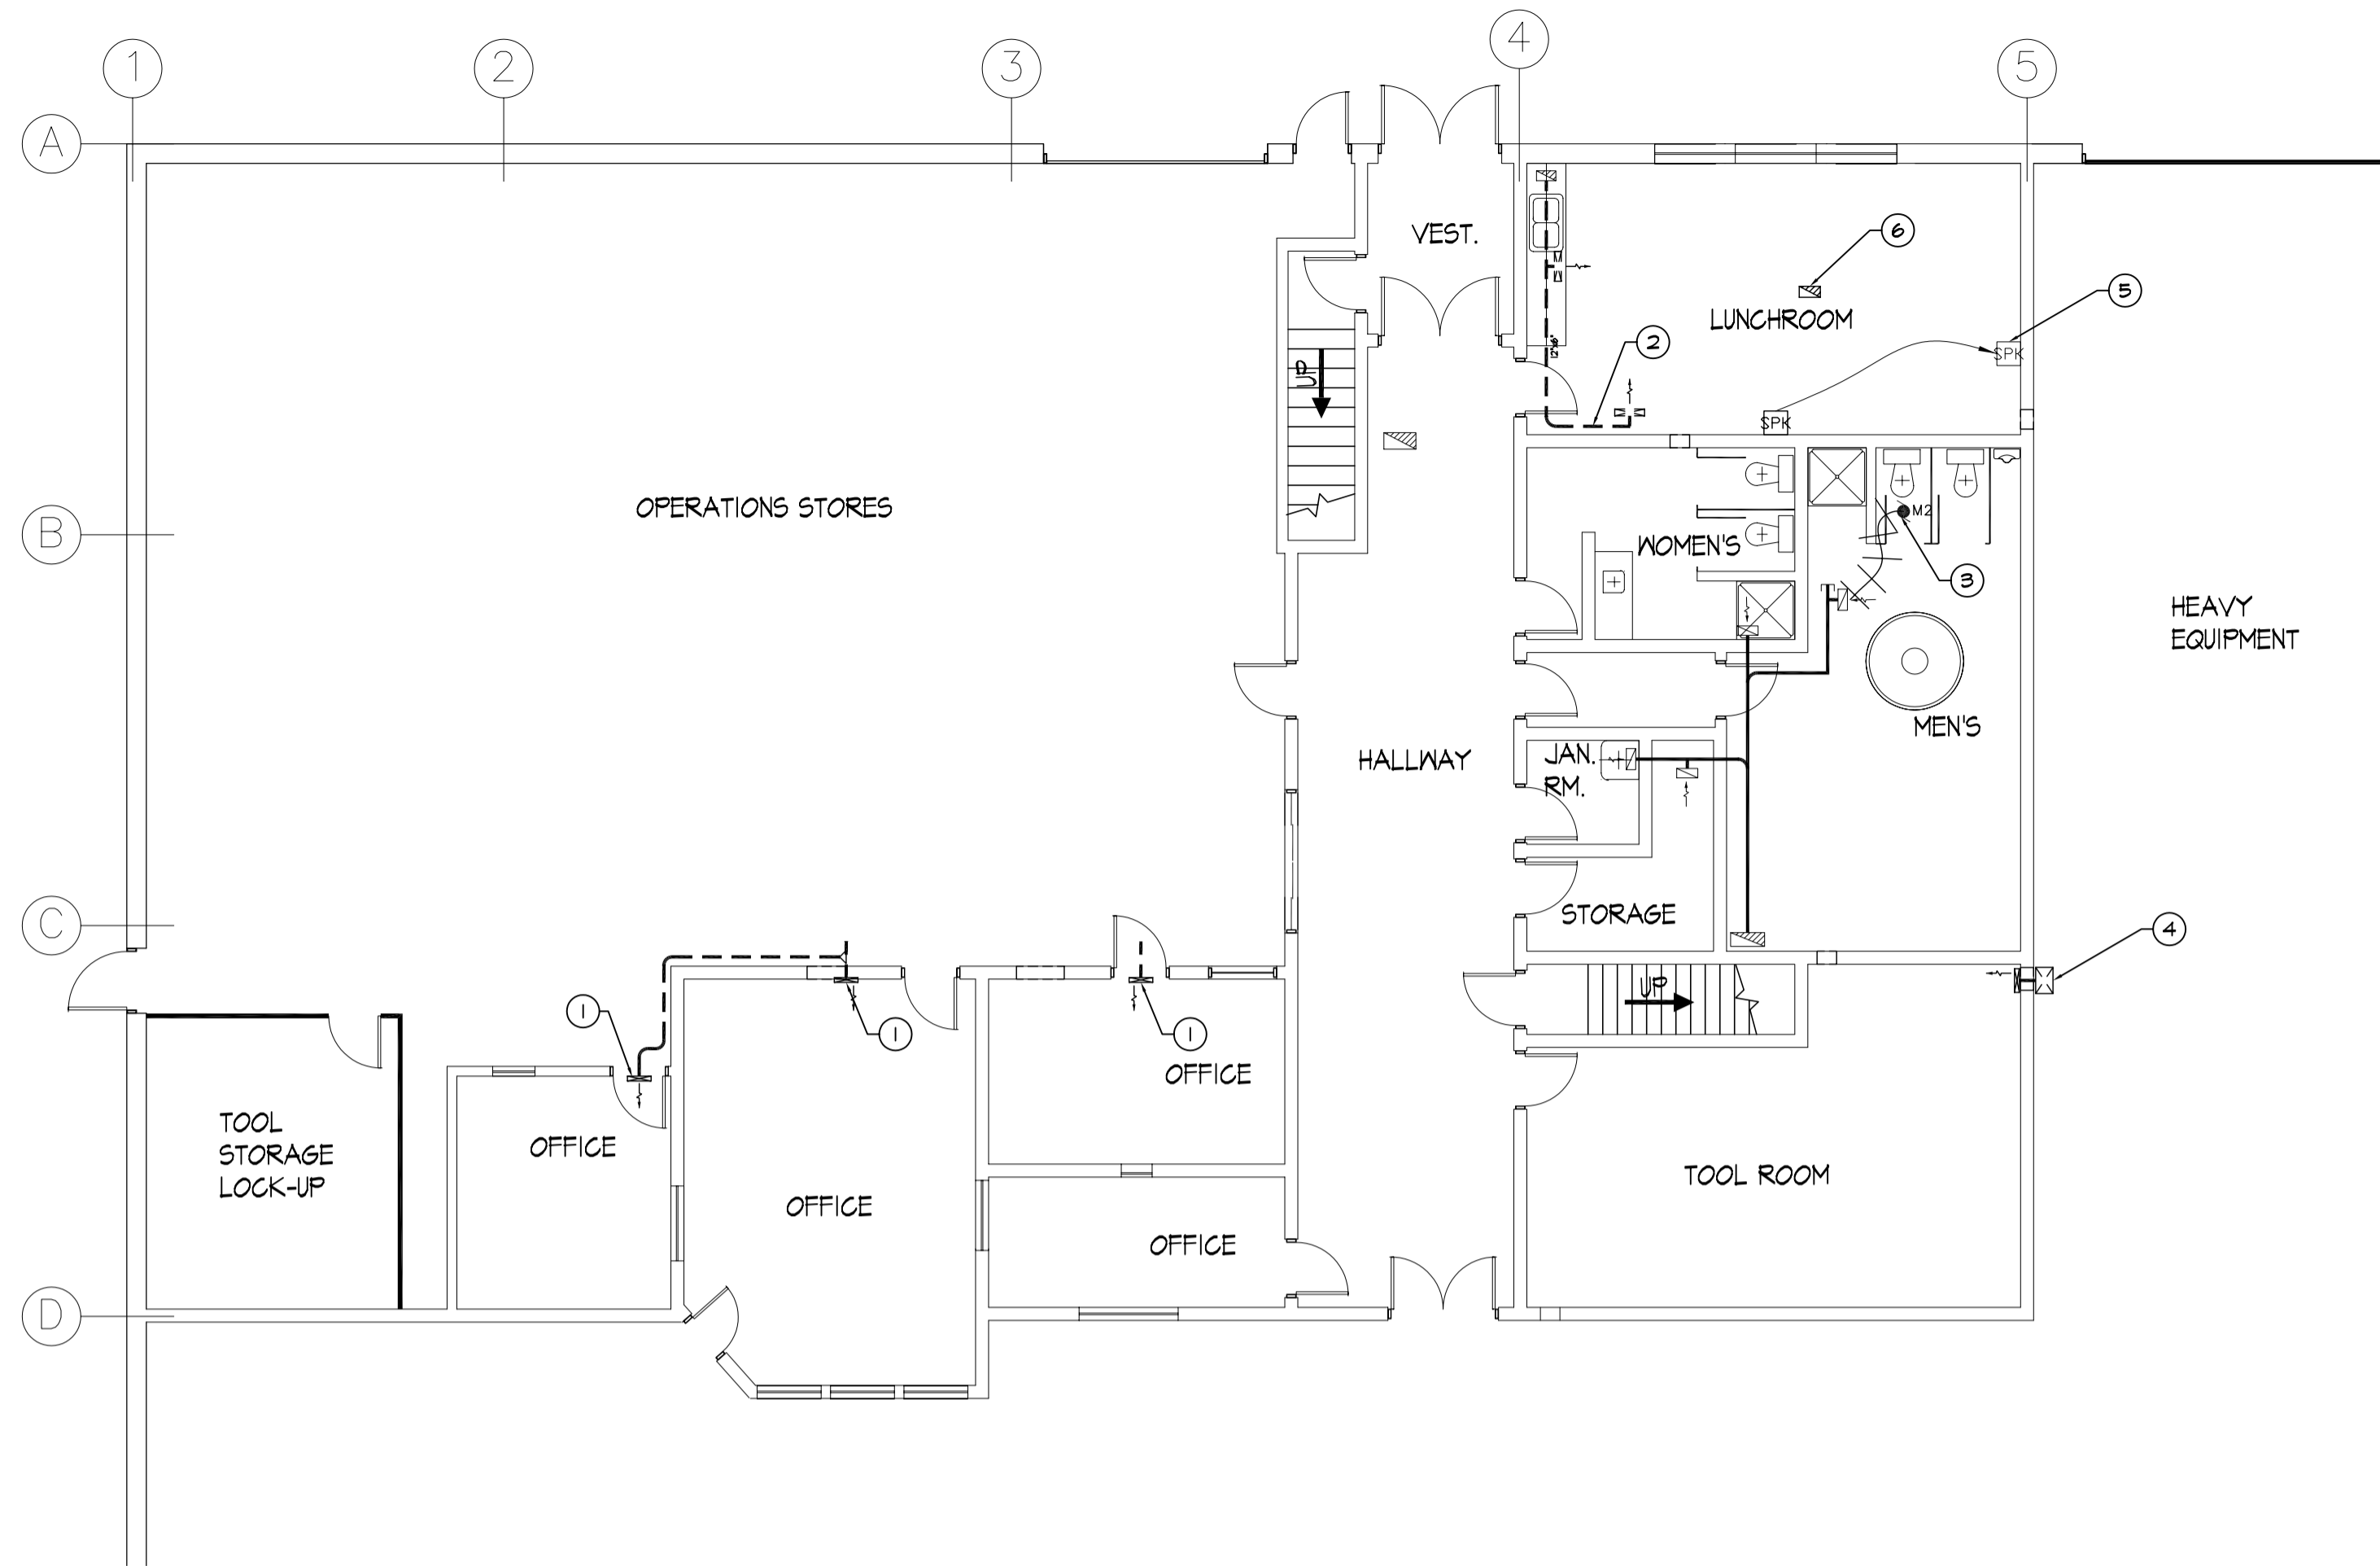 1
2
3
4
5
A
VEST.
6
5
LUNCHROOM
12"x6"
2
SPK
UP
SPK
OPERATIONS STORES
B
M2
WOMEN'S
3
HEAVY
EQUIPMENT
MEN'S
HALLWAY
JAN.
RM.
STORAGE
C
4
UP
1
1
1
OFFICE
TOOL
STORAGE
LOCK-UP
OFFICE
OFFICE
TOOL ROOM
OFFICE
D